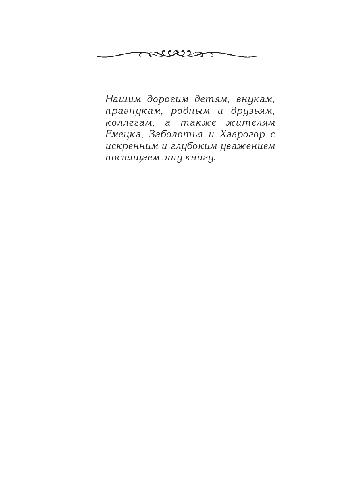 Нашим дорогим детям, внукам,
правнукам, родным и друзьям,
коллегам, а также жителям
Емецка, Заболотья и Хаврогор с
искренним и глубоким уважением
посвящаем эту книгу.